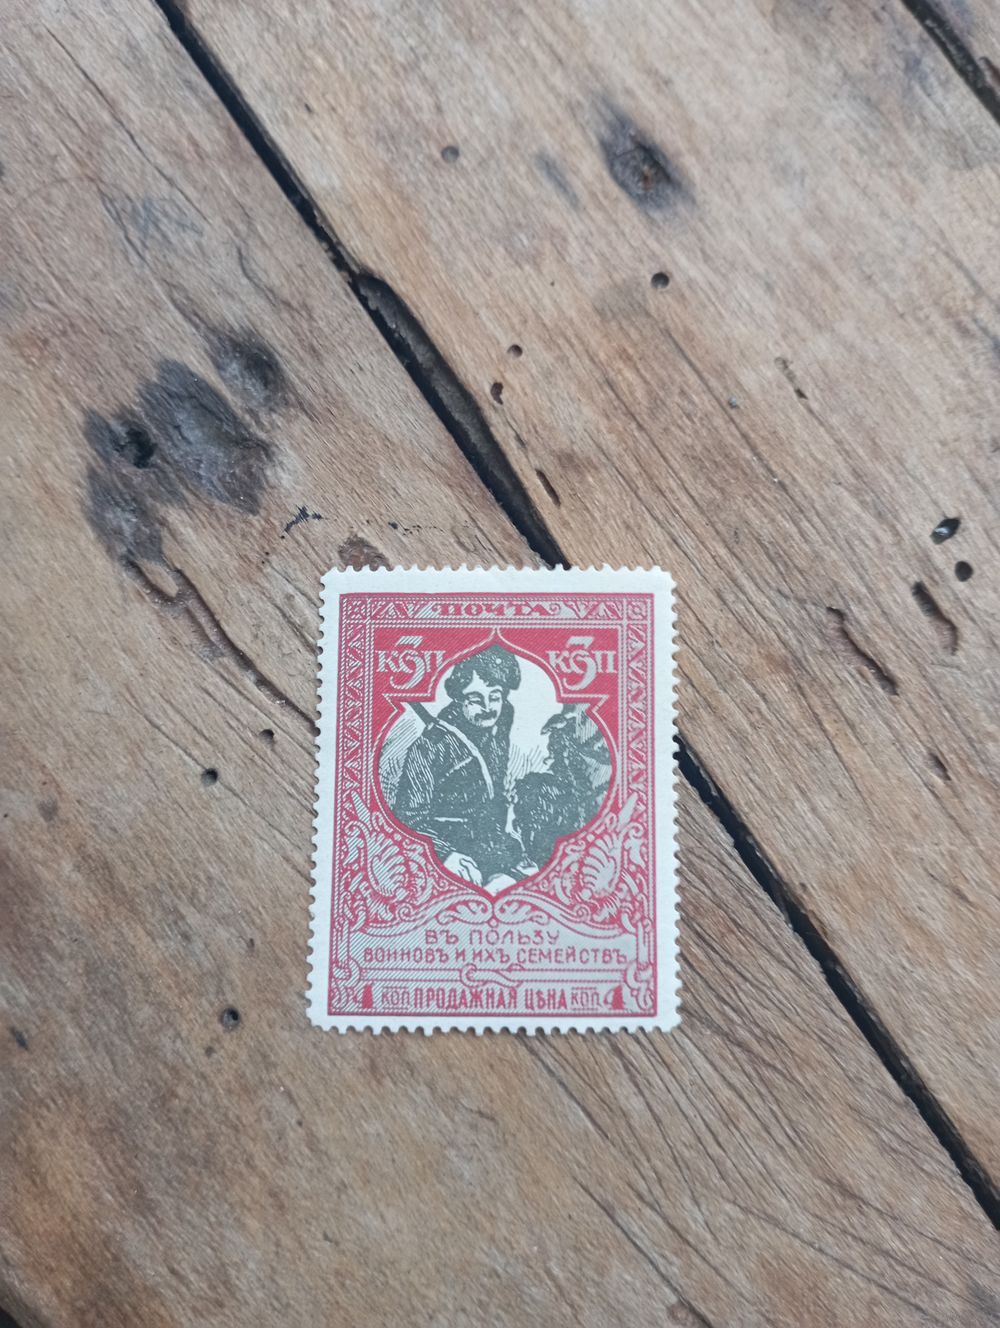 ПОЧТА
3 КОП 3 КОП
ВЪ ПОЛЬЗУ
ВОИНОВЪ И ИХЪ СЕМЕЙСТВЪ
4 КОП. ПРОДАЖНАЯ ЦѢНА КОП. 4